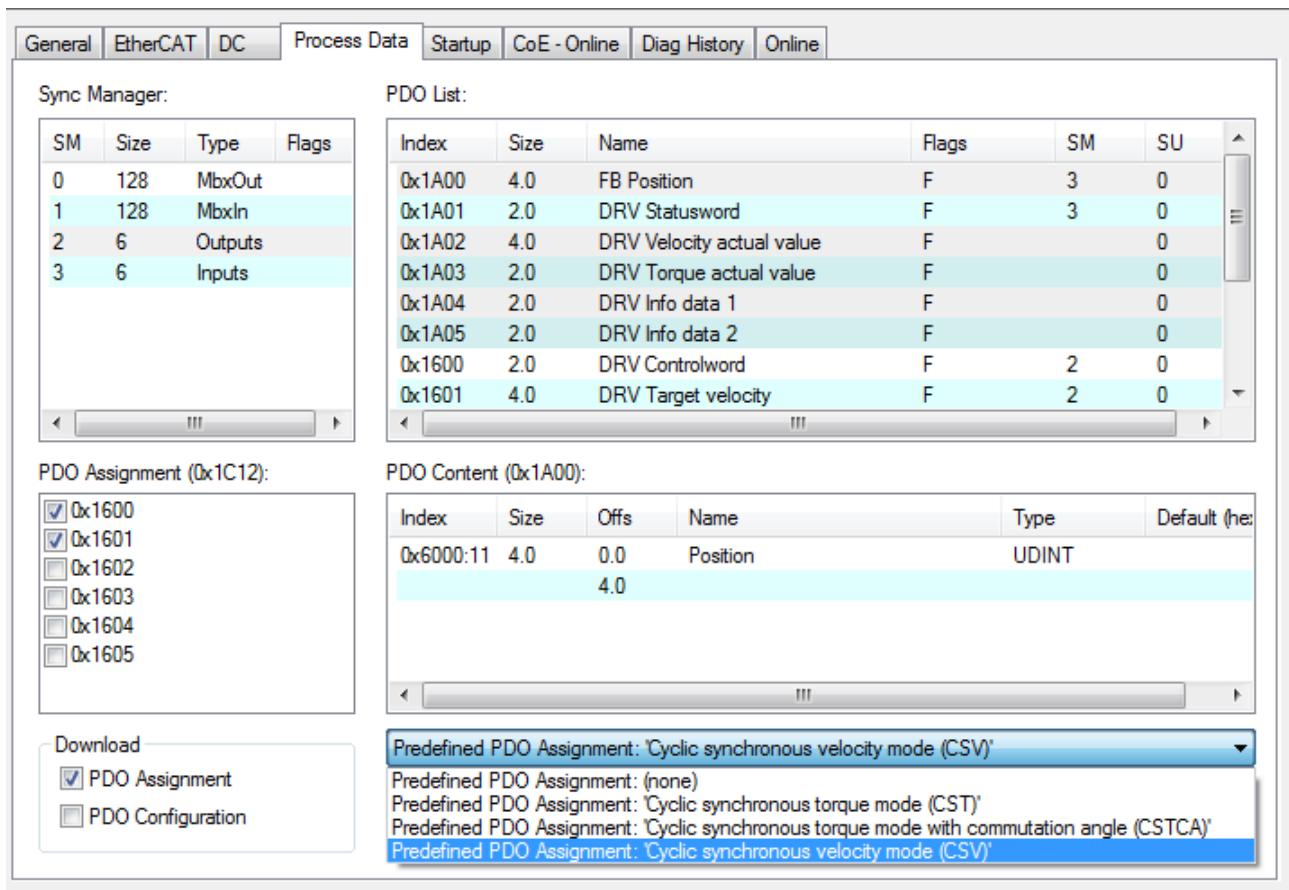 General EtherCAT DC Process Data Startup CoE - Online Diag History Online
Sync Manager:
SM Size Type Flags
0 128 MbxOut
1 128 MbxIn
2 6 Outputs
3 6 Inputs
PDO List:
Index Size Name Flags SM SU
0x1A00 4.0 FB Position F 3 0
0x1A01 2.0 DRV Statusword F 3 0
0x1A02 4.0 DRV Velocity actual value F 0
0x1A03 2.0 DRV Torque actual value F 0
0x1A04 2.0 DRV Info data 1 F 0
0x1A05 2.0 DRV Info data 2 F 0
0x1600 2.0 DRV Controlword F 2 0
0x1601 4.0 DRV Target velocity F 2 0
PDO Assignment (0x1C12):
0x1600
0x1601
0x1602
0x1603
0x1604
0x1605
PDO Content (0x1A00):
Index Size Offs Name Type Default (hex
0x6000:11 4.0 0.0 Position UDINT
4.0
Download
PDO Assignment
PDO Configuration
Predefined PDO Assignment: 'Cyclic synchronous velocity mode (CSV)'
Predefined PDO Assignment: (none)
Predefined PDO Assignment: 'Cyclic synchronous torque mode (CST)'
Predefined PDO Assignment: 'Cyclic synchronous torque mode with commutation angle (CSTCA)'
Predefined PDO Assignment: 'Cyclic synchronous velocity mode (CSV)'